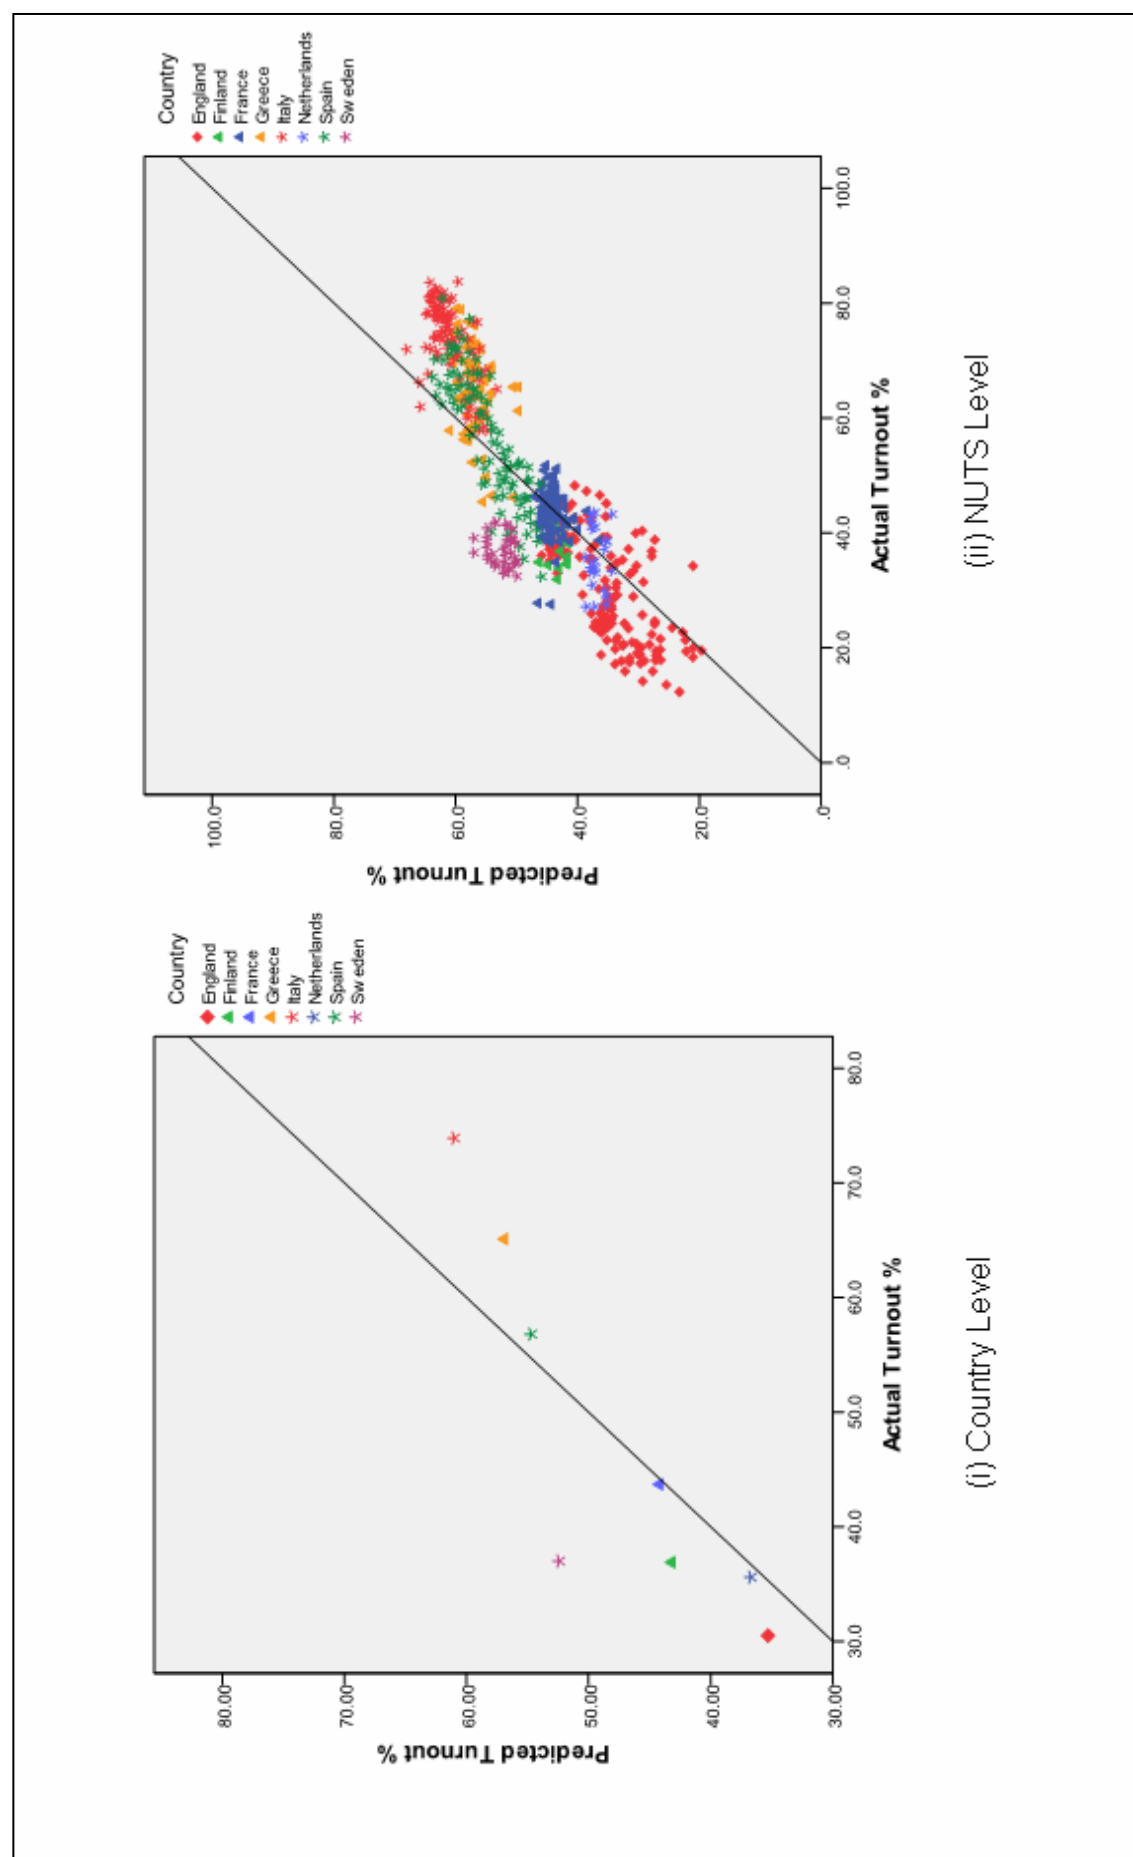 Country
England
Finland
France
Greece
Italy
Netherlands
Spain
Sweden
Predicted Turnout %
80.00
70.00
60.00
50.00
40.00
30.00
30.0
40.0
50.0
60.0
70.0
80.0
Actual Turnout %
(i) Country Level
Country
England
Finland
France
Greece
Italy
Netherlands
Spain
Sweden
Predicted Turnout %
100.0
80.0
60.0
40.0
20.0
.0
.0
20.0
40.0
60.0
80.0
100.0
Actual Turnout %
(ii) NUTS Level